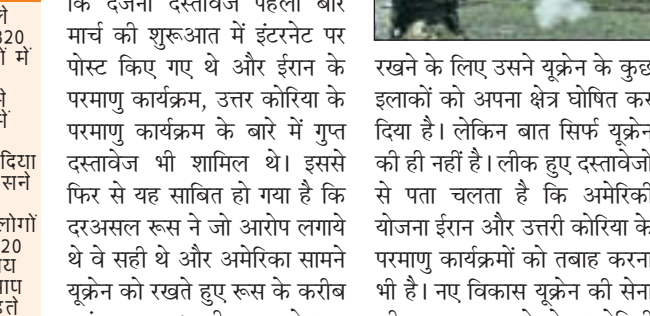 ले
320
ों में
में
दिया
सने
लोगों
20
य
ाप
कि दर्जनों दस्तावेज पहली बार
मार्च की शुरूआत में इंटरनेट पर
पोस्ट किए गए थे और ईरान के
परमाणु कार्यक्रम, उत्तर कोरिया के
परमाणु कार्यक्रम के बारे में गुप्त
दस्तावेज भी शामिल थे। इससे
फिर से यह साबित हो गया है कि
दरअसल रूस ने जो आरोप लगाये
थे वे सही थे और अमेरिका सामने
यूक्रेन को रखते हुए रूस के करीब
रखने के लिए उसने यूक्रेन के कुछ
इलाकों को अपना क्षेत्र घोषित कर
दिया है। लेकिन बात सिर्फ यूक्रेन
की ही नहीं है। लीक हुए दस्तावेजों
से पता चलता है कि अमेरिकी
योजना ईरान और उत्तरी कोरिया के
परमाणु कार्यक्रमों को तबाह करना
भी है। नए विकास यूक्रेन की सेना